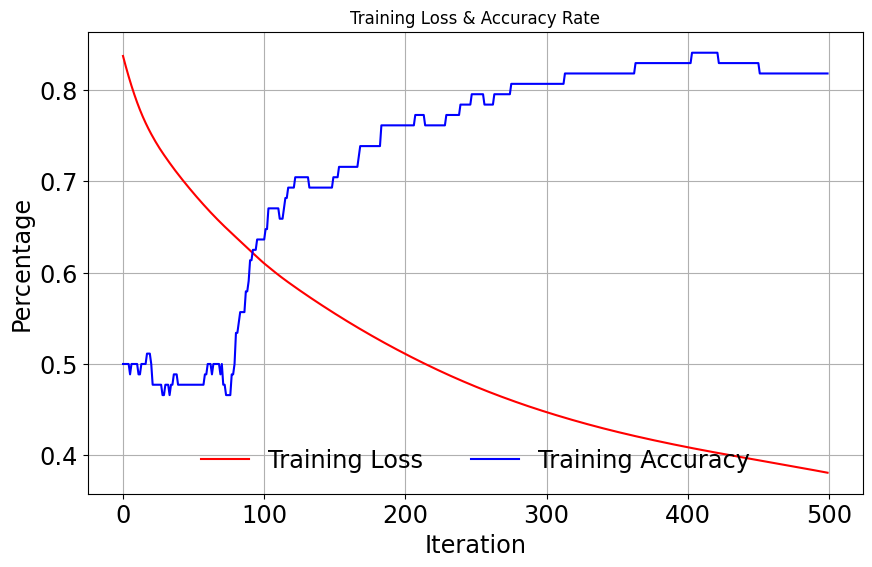 Training Loss & Accuracy Rate
Percentage
0.8
0.7
0.6
0.5
0.4
Training Loss Training Accuracy
0 100 200 300 400 500
Iteration